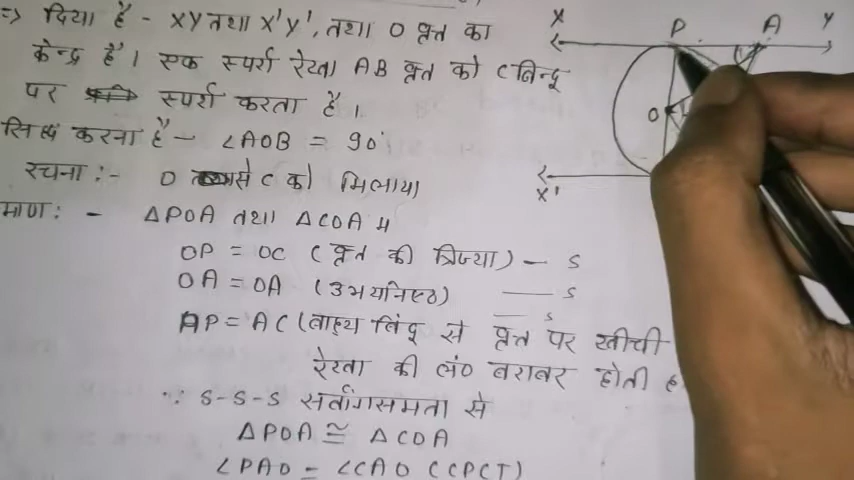 => दिया है - XY तथा X'Y', तथा O वृत्त का
केन्द्र है। एक स्पर्श रेखा AB वृत्त को C बिन्दू
पर स्पर्श करता है।
सिद्ध करना है - ∠AOB = 90°
रचना :- O से C को मिलाया
माण: - ΔPOA तथा ΔCOA में
OP = OC (वृत्त की त्रिज्या) - S
OA = OA (उभयनिष्ठ) — S
AP = AC (बाह्य बिंदू से वृत्त पर खीची — S
रेखा की लं० बराबर होती ह
∵ S-S-S सर्वांगसमता से
ΔPOA ≅ ΔCOA
∠PAO = ∠CAO (CPCT)
X P A Y
O
X'